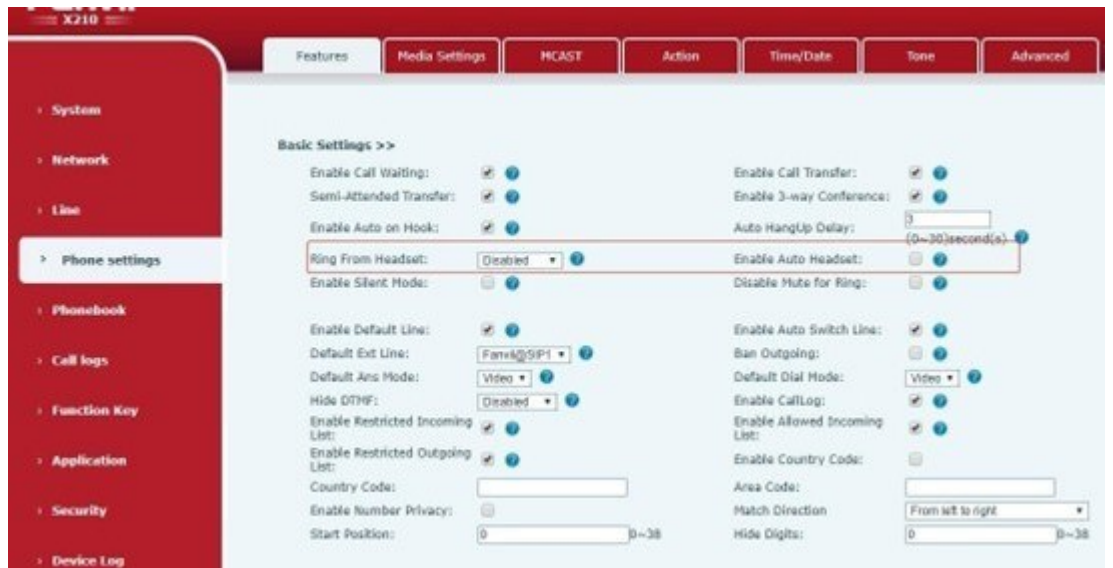 X210
Features Media Settings MCAST Action Time/Date Tone Advanced
System
Network
Line
Phone settings
Phonebook
Call logs
Function Key
Application
Security
Device Log
Basic Settings >>
Enable Call Waiting: Enable Call Transfer:
Semi-Attended Transfer: Enable 3-way Conference:
Enable Auto on Hook: Auto HangUp Delay: 3 (0~30)second(s)
Ring From Headset: Disabled Enable Auto Headset:
Enable Silent Mode: Disable Mute for Ring:
Enable Default Line: Enable Auto Switch Line:
Default Ext Line: Fanvil@SIP1 Ban Outgoing:
Default Ans Mode: Video Default Dial Mode: Video
Hide DTMF: Disabled Enable CallLog:
Enable Restricted Incoming List: Enable Allowed Incoming List:
Enable Restricted Outgoing List: Enable Country Code:
Country Code: Area Code:
Enable Number Privacy: Match Direction From left to right
Start Position: 0 0~38 Hide Digits: 0 0~38